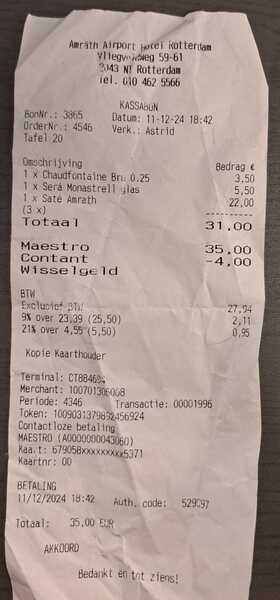 Amrâth Airport Hotel Rotterdam
Vliegveldweg 59-61
3043 NT Rotterdam
Tel. 010 462 5566
KASSABON
BonNr.: 3865 Datum: 11-12-24 18:42
OrderNr.: 4546 Verk.: Astrid
Tafel 20
Omschrijving Bedrag €
1 x Chaudfontaine Bru 0.25 3,50
1 x Será Monastrell glas 5,50
1 x Saté Amrath 22,00
(3 x)
Totaal 31,00
Maestro 35,00
Contant -4,00
Wisselgeld
BTW
Exclusief BTW 27,94
9% over 23,39 (25,50) 2,11
21% over 4,55 (5,50) 0,95
Kopie Kaarthouder
Terminal: CT884684
Merchant: 100701306008
Periode: 4346 Transactie: 00001996
Token: 1009031379892456924
Contactloze betaling
MAESTRO (A0000000043060)
Kaart: 679058xxxxxxxxx5371
Kaartnr: 00
BETALING
11/12/2024 18:42 Auth. code: 529097
Totaal: 35,00 EUR
AKKOORD
Bedankt en tot ziens!